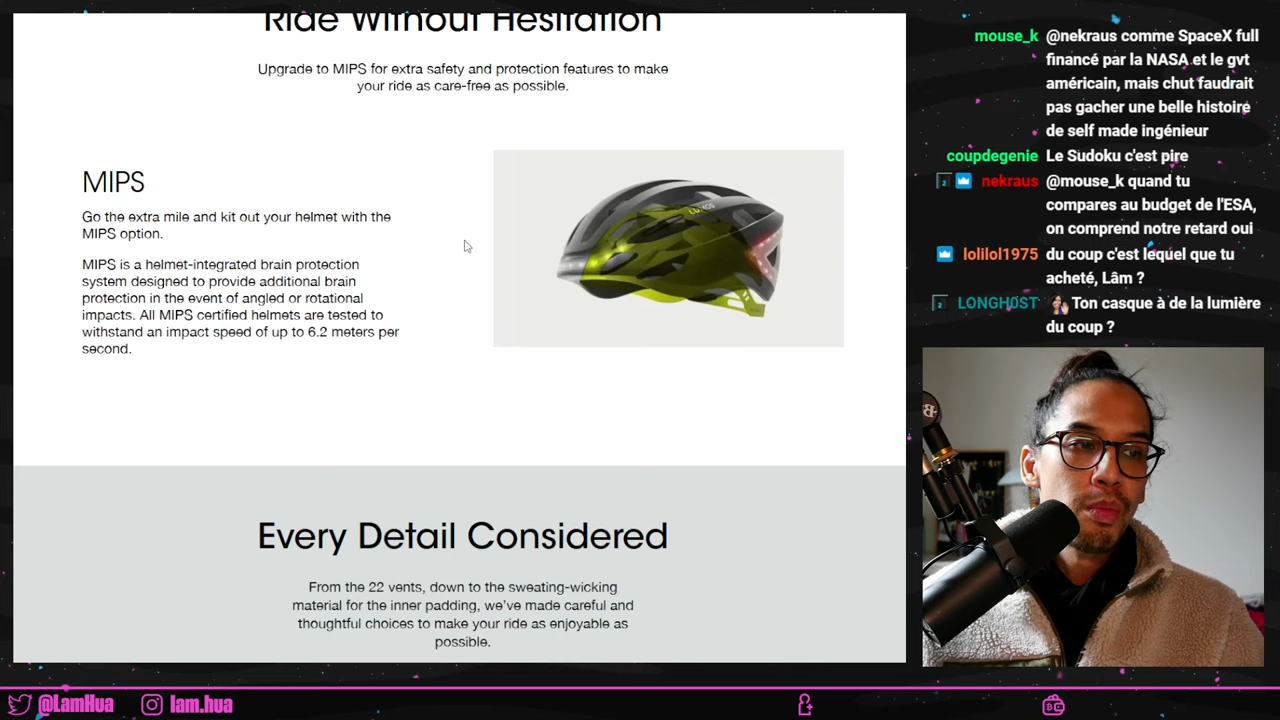 Ride Without Hesitation
Upgrade to MIPS for extra safety and protection features to make
your ride as care-free as possible.
MIPS
Go the extra mile and kit out your helmet with the
MIPS option.
MIPS is a helmet-integrated brain protection
system designed to provide additional brain
protection in the event of angled or rotational
impacts. All MIPS certified helmets are tested to
withstand an impact speed of up to 6.2 meters per
second.
Every Detail Considered
From the 22 vents, down to the sweating-wicking
material for the inner padding, we've made careful and
thoughtful choices to make your ride as enjoyable as
possible.
mouse_k @nekraus comme SpaceX full
financé par la NASA et le gvt
américain, mais chut faudrait
pas gacher une belle histoire
de self made ingénieur
coupdegenie Le Sudoku c'est pire
2 nekraus @mouse_k quand tu
compares au budget de l'ESA,
on comprend notre retard oui
lolilol1975 du coup c'est lequel que tu
acheté, Lâm ?
2 LONGHOST Ton casque à de la lumière
du coup ?
@LamHua lam.hua